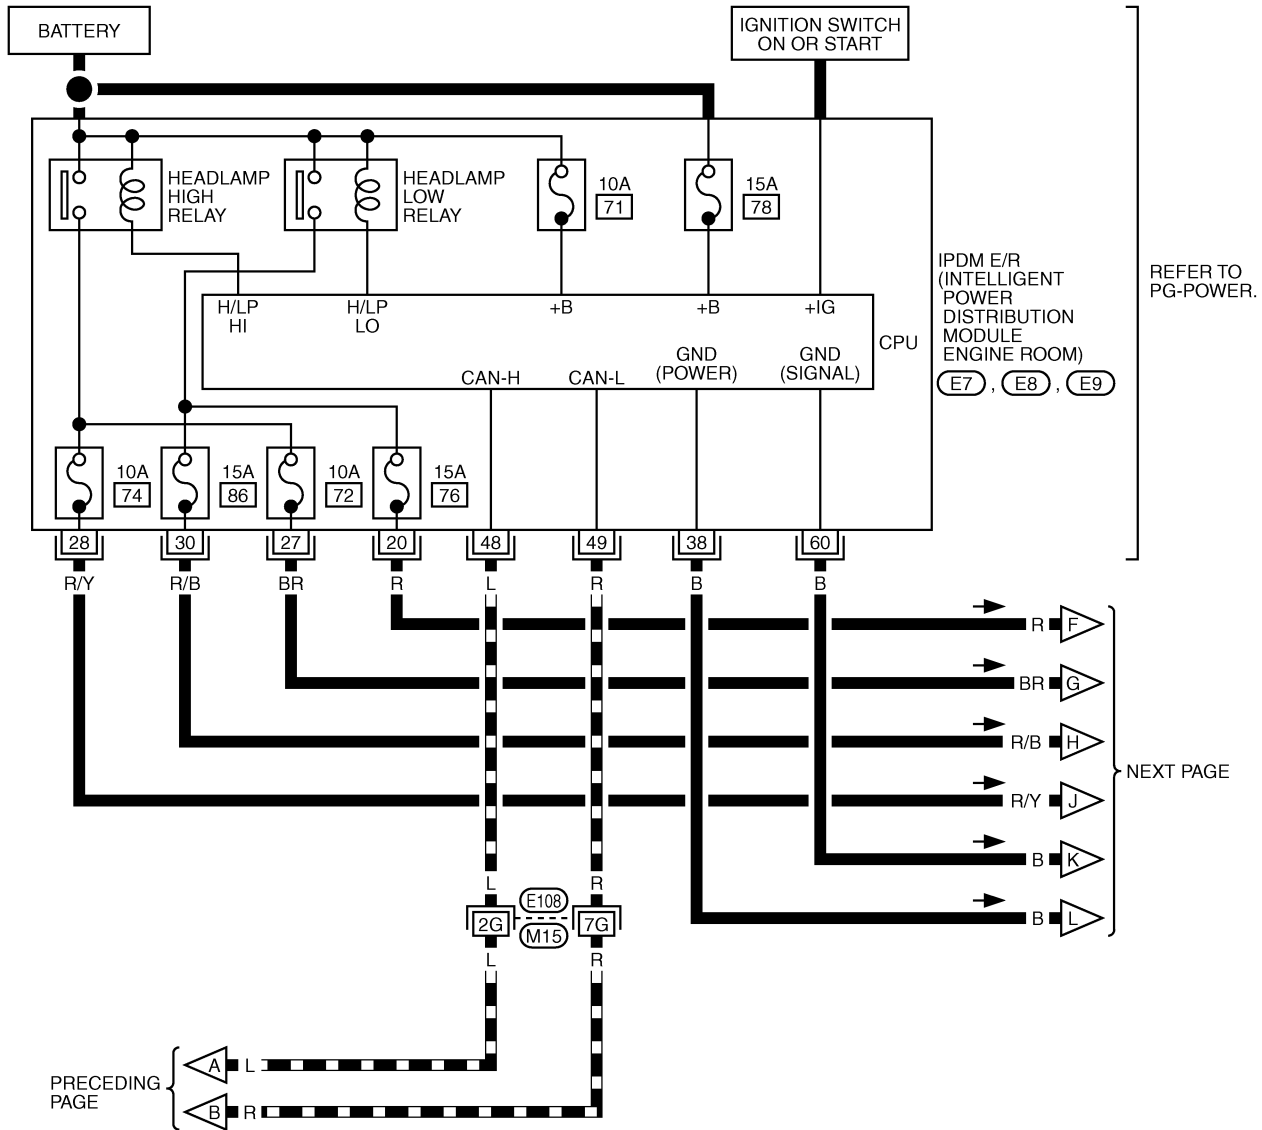 BATTERY
IGNITION SWITCH
ON OR START
HEADLAMP
HIGH
RELAY
HEADLAMP
LOW
RELAY
10A
71
15A
78
IPDM E/R
(INTELLIGENT
POWER
DISTRIBUTION
MODULE
ENGINE ROOM)
E7 , E8 , E9
REFER TO
PG-POWER.
H/LP
HI
H/LP
LO
+B
+B
+IG
CPU
CAN-H
CAN-L
GND
(POWER)
GND
(SIGNAL)
10A
74
15A
86
10A
72
15A
76
28 30 27 20 48 49 38 60
R/Y R/B BR R L R B B
R F
BR G
R/B H
R/Y J
B K
B L
NEXT PAGE
L R
E108
2G 7G
M15
L R
A L
B R
PRECEDING
PAGE